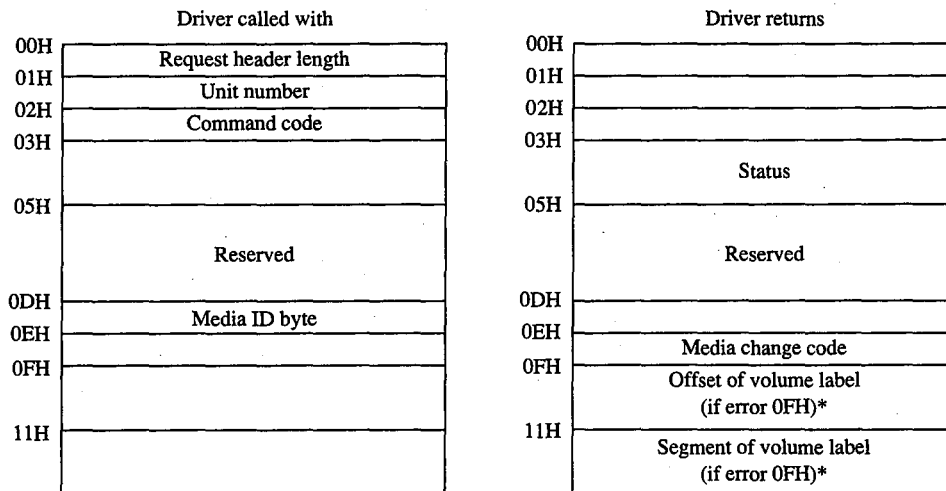 Driver called with
00H
Request header length
01H
Unit number
02H
Command code
03H
05H
Reserved
0DH
Media ID byte
0EH
0FH
11H
Driver returns
00H
01H
02H
03H
Status
05H
Reserved
0DH
0EH
Media change code
0FH
Offset of volume label
(if error 0FH)*
11H
Segment of volume label
(if error 0FH)*